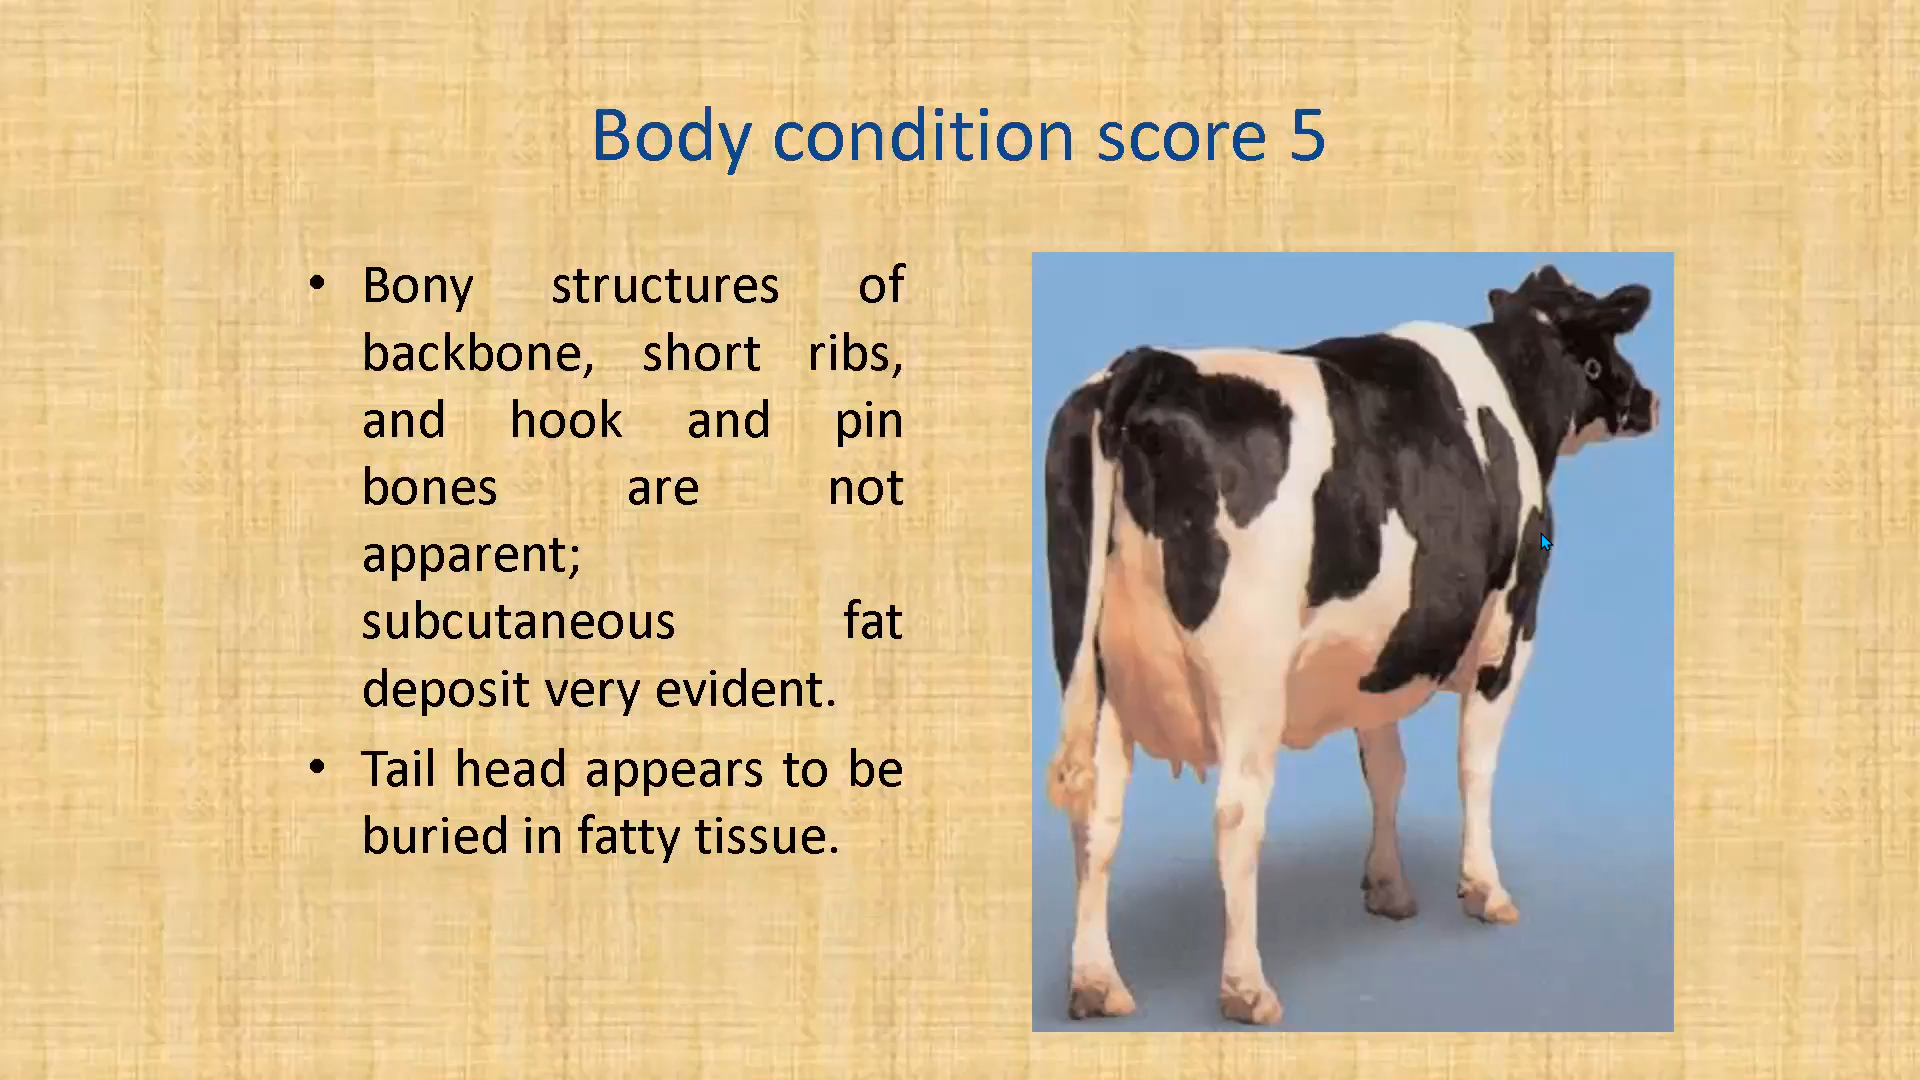 Body condition score 5
• Bony structures of
backbone, short ribs,
and hook and pin
bones are not
apparent;
subcutaneous fat
deposit very evident.
• Tail head appears to be
buried in fatty tissue.